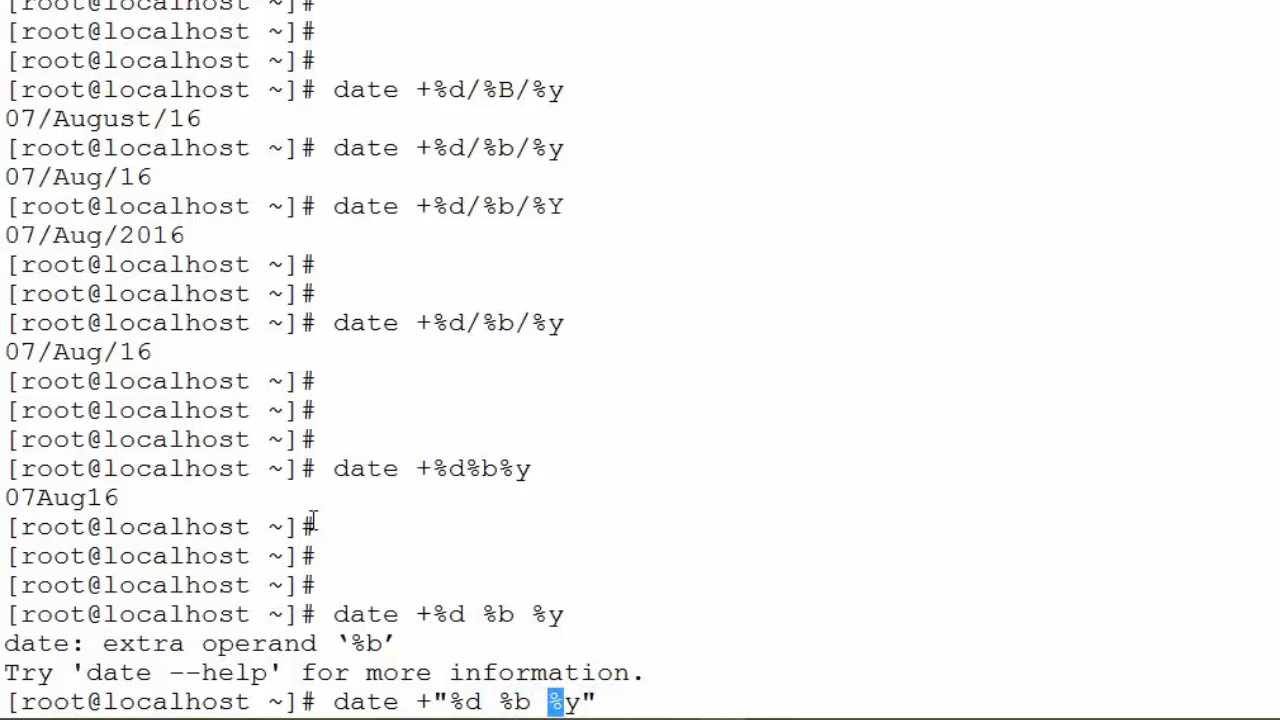 [root@localhost ~]#
[root@localhost ~]#
[root@localhost ~]#
[root@localhost ~]# date +%d/%B/%y
07/August/16
[root@localhost ~]# date +%d/%b/%y
07/Aug/16
[root@localhost ~]# date +%d/%b/%Y
07/Aug/2016
[root@localhost ~]#
[root@localhost ~]#
[root@localhost ~]# date +%d/%b/%y
07/Aug/16
[root@localhost ~]#
[root@localhost ~]#
[root@localhost ~]#
[root@localhost ~]# date +%d%b%y
07Aug16
[root@localhost ~]#
[root@localhost ~]#
[root@localhost ~]#
[root@localhost ~]# date +%d %b %y
date: extra operand ‘%b’
Try 'date --help' for more information.
[root@localhost ~]# date +"%d %b %y"